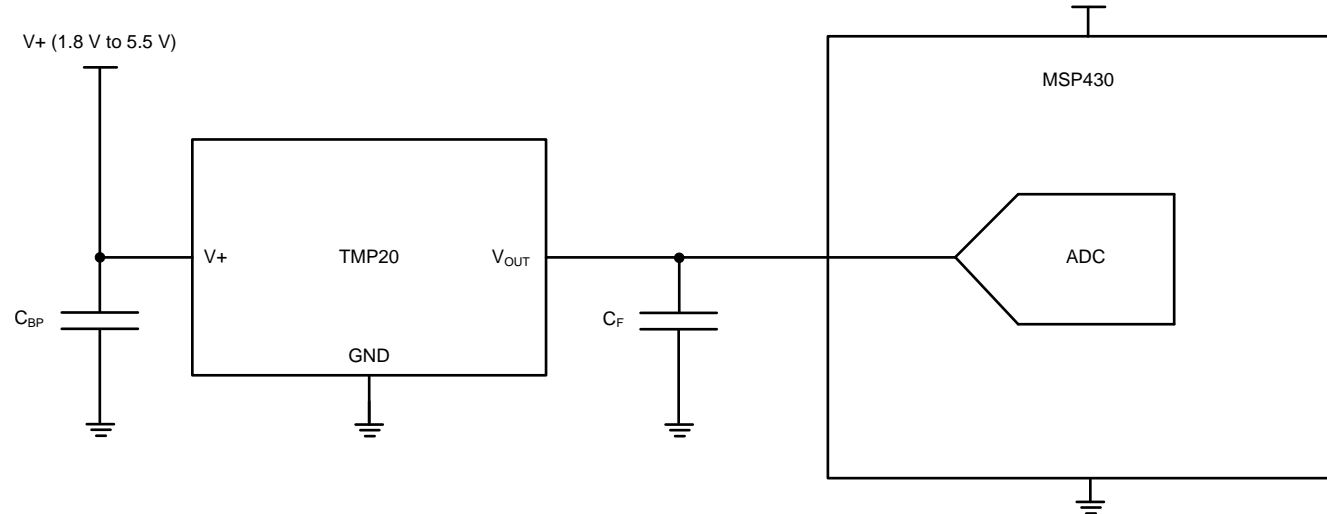 V+ (1.8 V to 5.5 V)
MSP430
V+
TMP20
VOUT
ADC
CBP
CF
GND